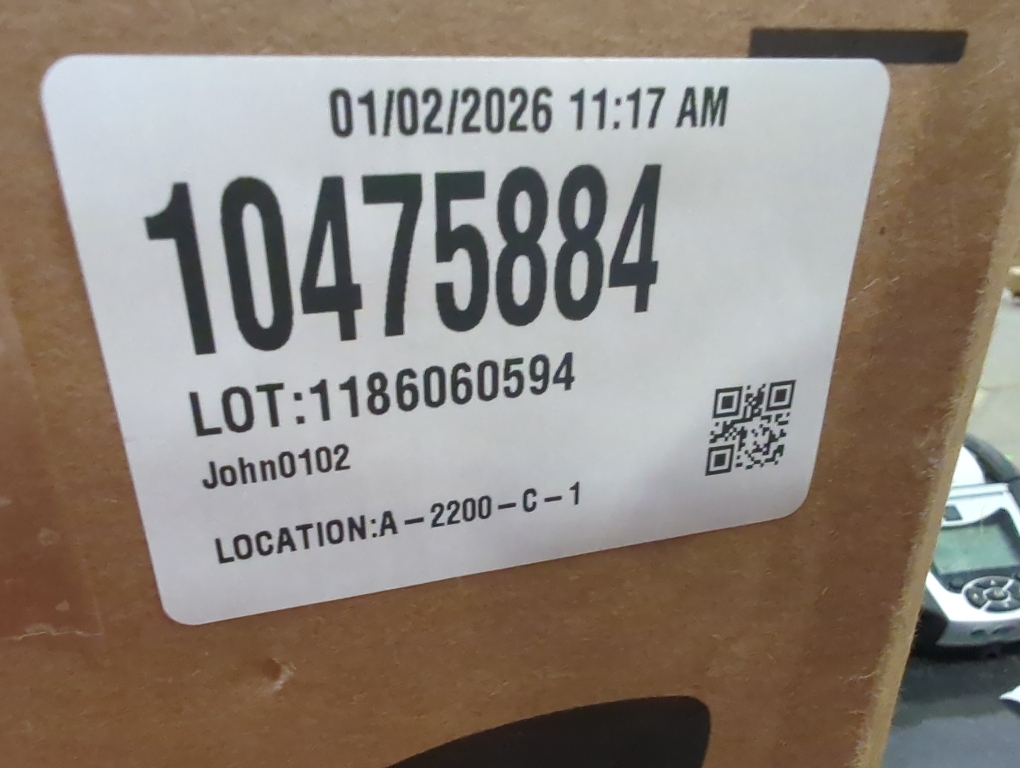 01/02/2026 11:17 AM
10475884
LOT:1186060594
John0102
LOCATION:A-2200-C-1